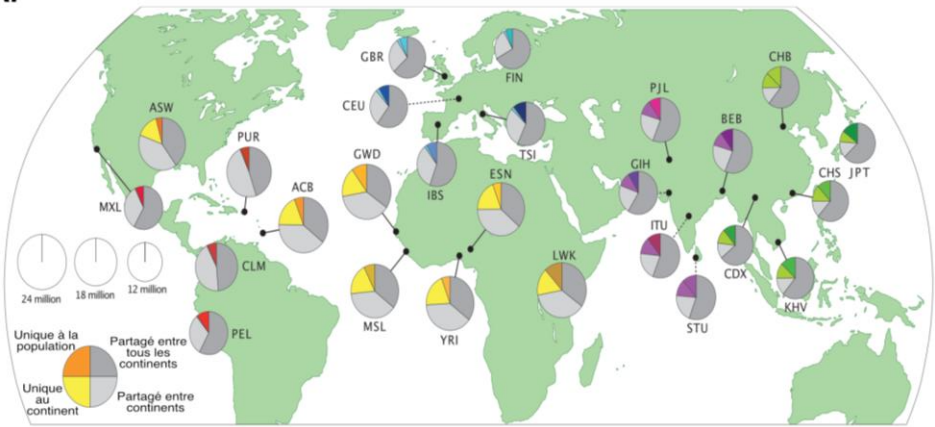 GBR
FIN
CHB
CEU
PJL
ASW
BEB
PUR
TSI
JPT
GWD
ESN
GIH
CHS
ACB
IBS
MXL
ITU
CDX
LWK
CLM
24 million
18 million
12 million
KHV
MSL
STU
YRI
PEL
Unique à la
population
Partagé entre
tous les
continents
Unique
au
continent
Partagé entre
continents